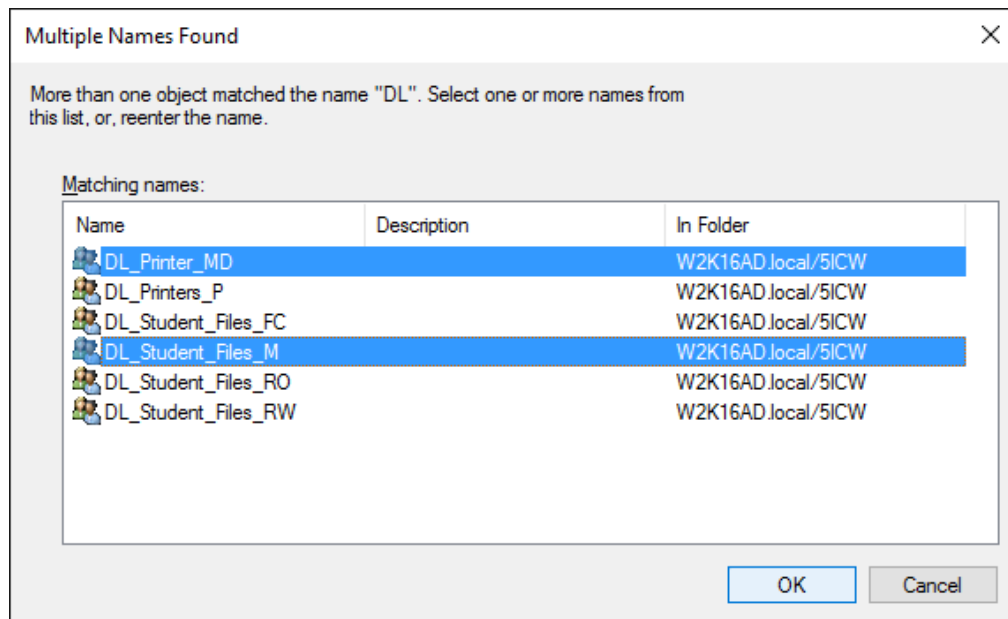 Multiple Names Found
More than one object matched the name "DL". Select one or more names from
this list, or, reenter the name.
Matching names:
Name Description In Folder
DL_Printer_MD W2K16AD.local/5ICW
DL_Printers_P W2K16AD.local/5ICW
DL_Student_Files_FC W2K16AD.local/5ICW
DL_Student_Files_M W2K16AD.local/5ICW
DL_Student_Files_RO W2K16AD.local/5ICW
DL_Student_Files_RW W2K16AD.local/5ICW
OK Cancel